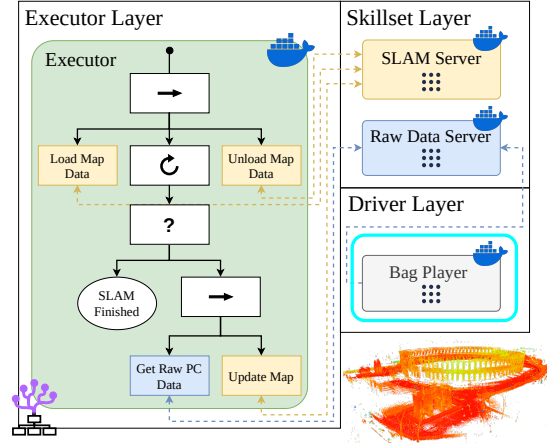 Executor Layer
Executor
Load Map
Data
Unload Map
Data
?
SLAM
Finished
Get Raw PC
Data
Update Map
Skillset Layer
SLAM Server
Raw Data Server
Driver Layer
Bag Player